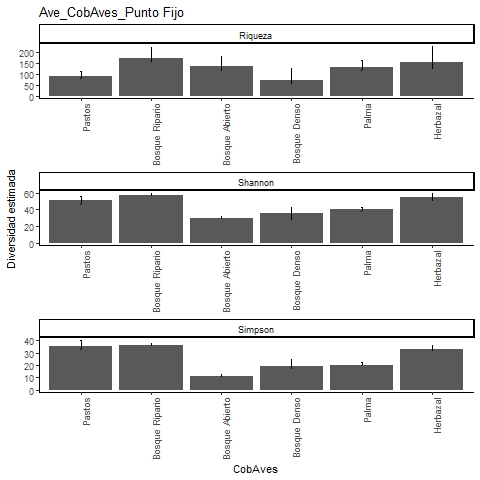 Ave_CobAves_Punto Fijo
Riqueza
200
150
100
50
0
Pastos
Bosque Ripario
Bosque Abierto
Bosque Denso
Palma
Herbazal
Diversidad estimada
Shannon
60
40
20
0
Pastos
Bosque Ripario
Bosque Abierto
Bosque Denso
Palma
Herbazal
Simpson
40
30
20
10
0
Pastos
Bosque Ripario
Bosque Abierto
Bosque Denso
Palma
Herbazal
CobAves